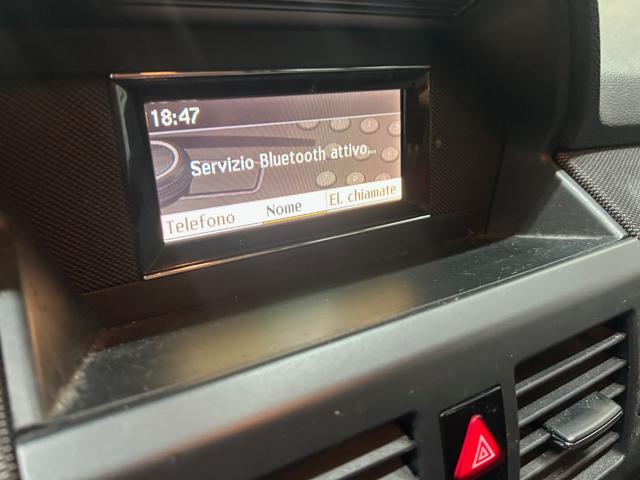 18:47
Servizio Bluetooth attivo...
Telefono Nome El. chiamate